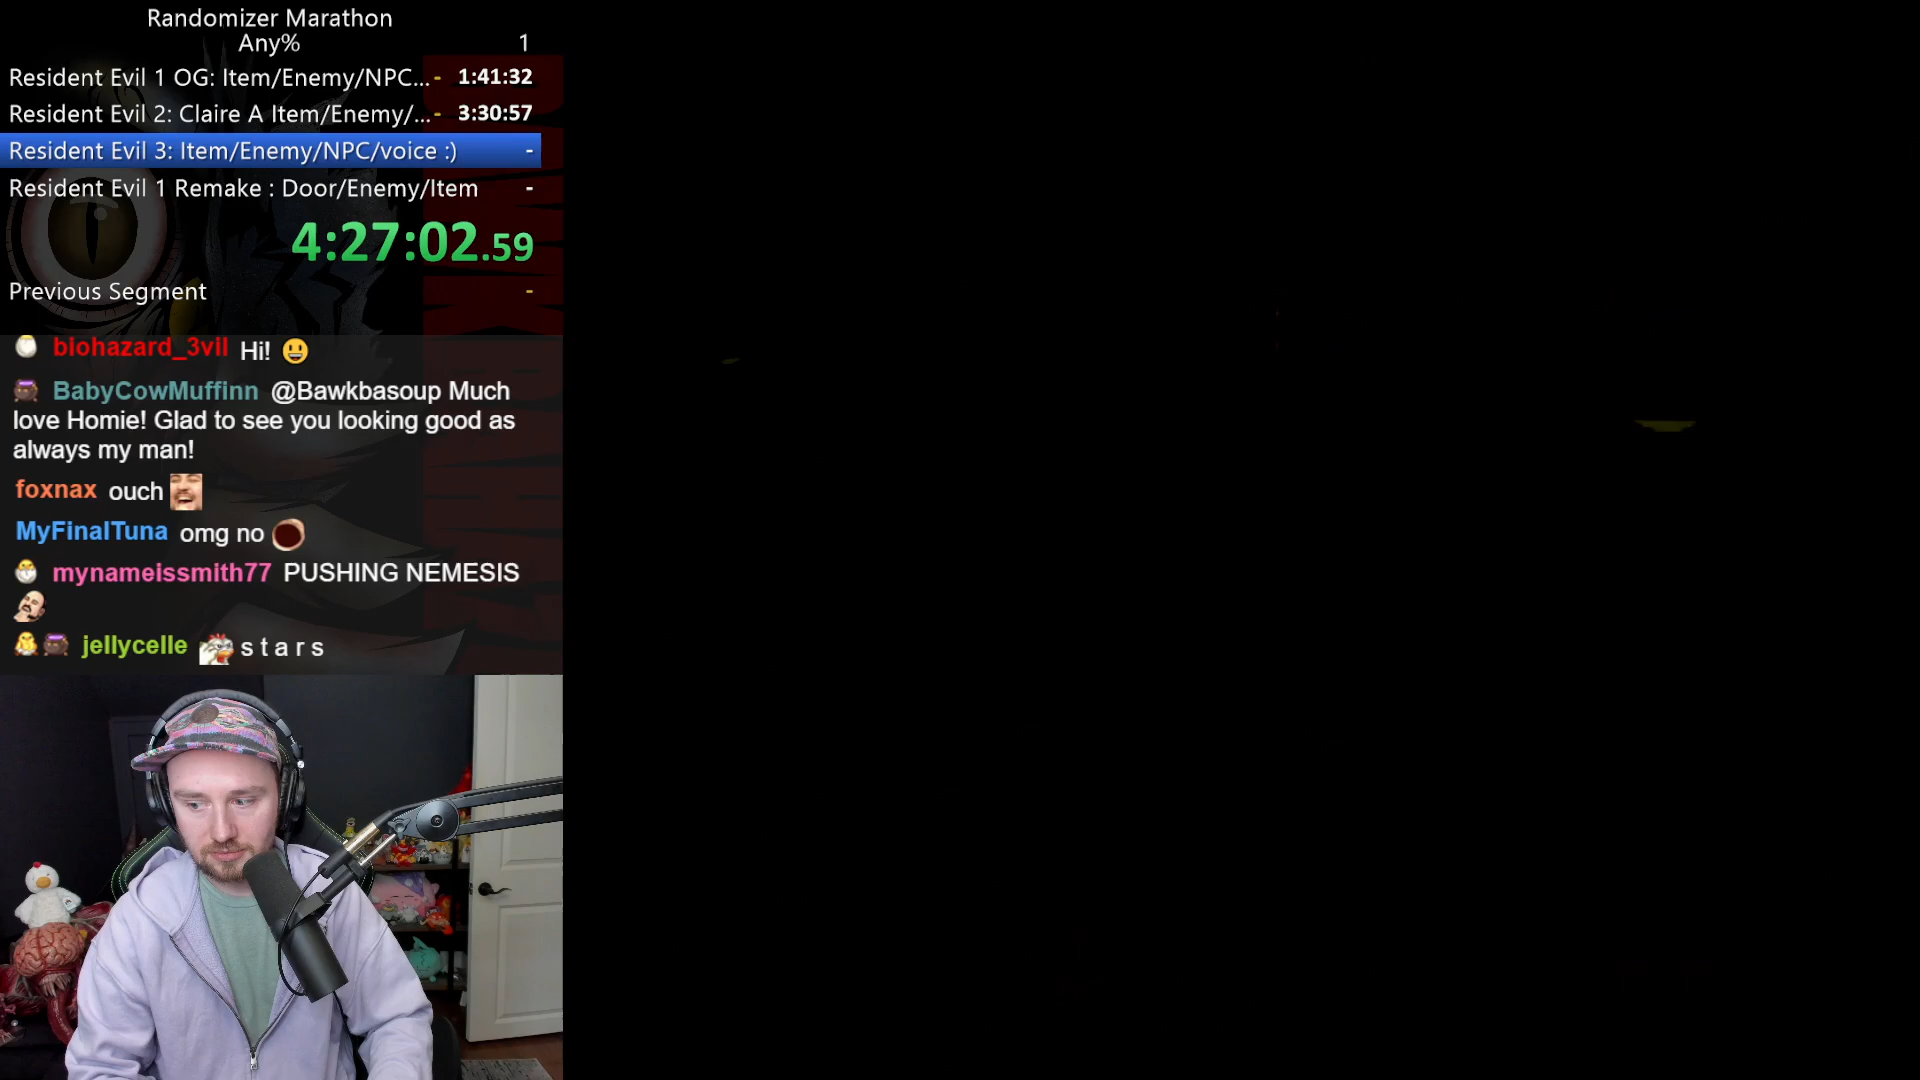 Randomizer Marathon
Any% 1
Resident Evil 1 OG: Item/Enemy/NPC... - 1:41:32
Resident Evil 2: Claire A Item/Enemy/... - 3:30:57
Resident Evil 3: Item/Enemy/NPC/voice :) -
Resident Evil 1 Remake : Door/Enemy/Item -
4:27:02.59
Previous Segment -
biohazard_3vil Hi!
BabyCowMuffinn @Bawkbasoup Much
love Homie! Glad to see you looking good as
always my man!
foxnax ouch
MyFinalTuna omg no
mynameissmith77 PUSHING NEMESIS
jellycelle s t a r s